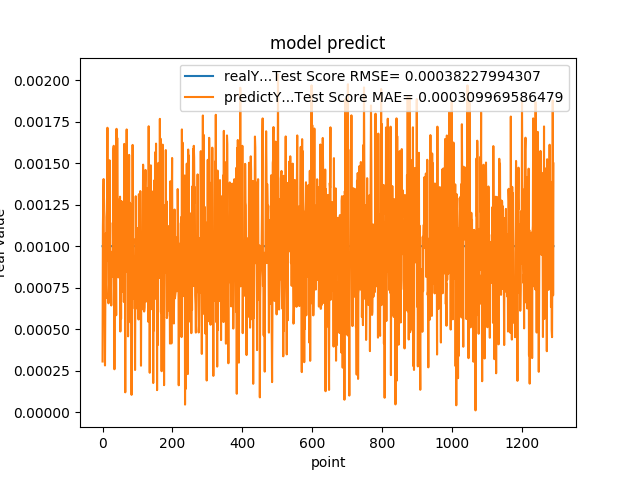 model predict
realY...Test Score RMSE= 0.00038227994307
predictY...Test Score MAE= 0.000309969586479
0.00200
0.00175
0.00150
0.00125
0.00100
0.00075
0.00050
0.00025
0.00000
real value
0 200 400 600 800 1000 1200
point